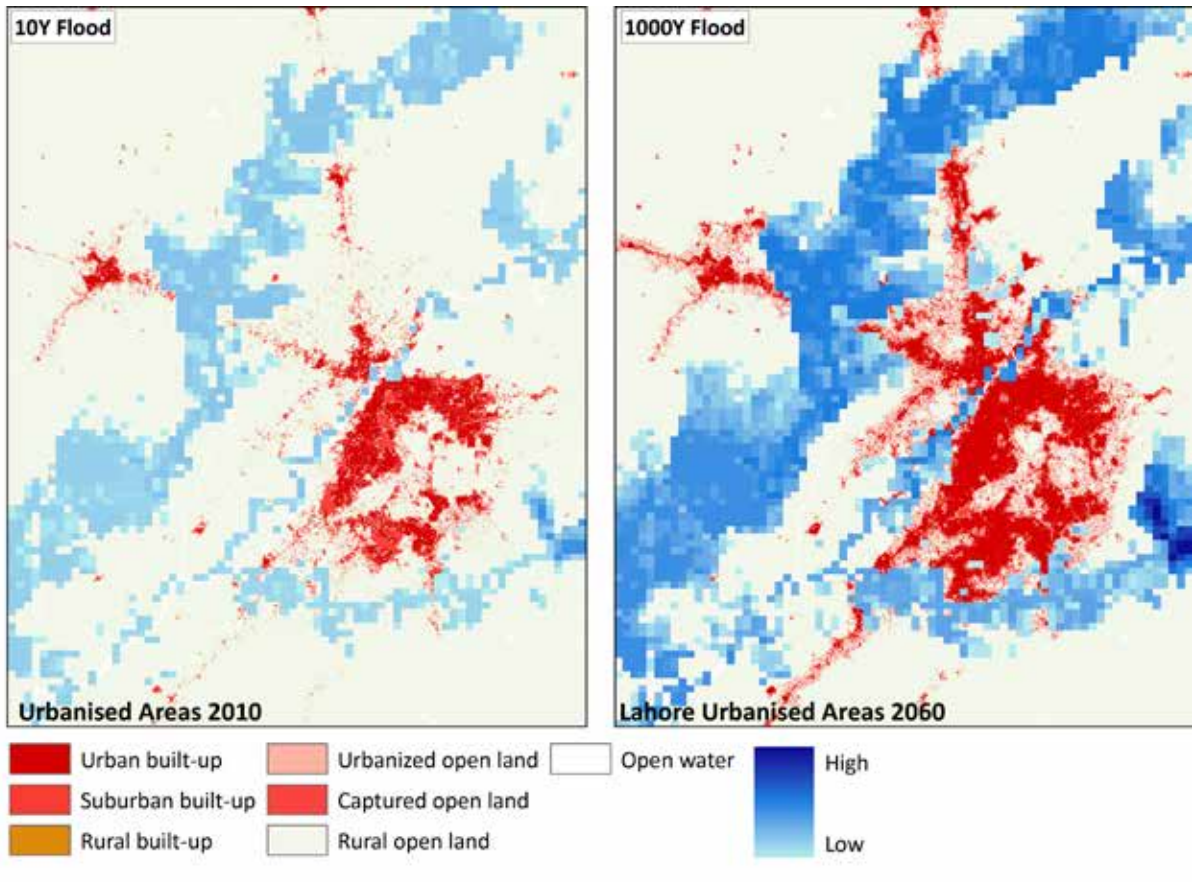 10Y Flood
1000Y Flood
Urbanised Areas 2010
Lahore Urbanised Areas 2060
Urban built-up
Urbanized open land
Open water
High
Suburban built-up
Captured open land
Rural built-up
Rural open land
Low